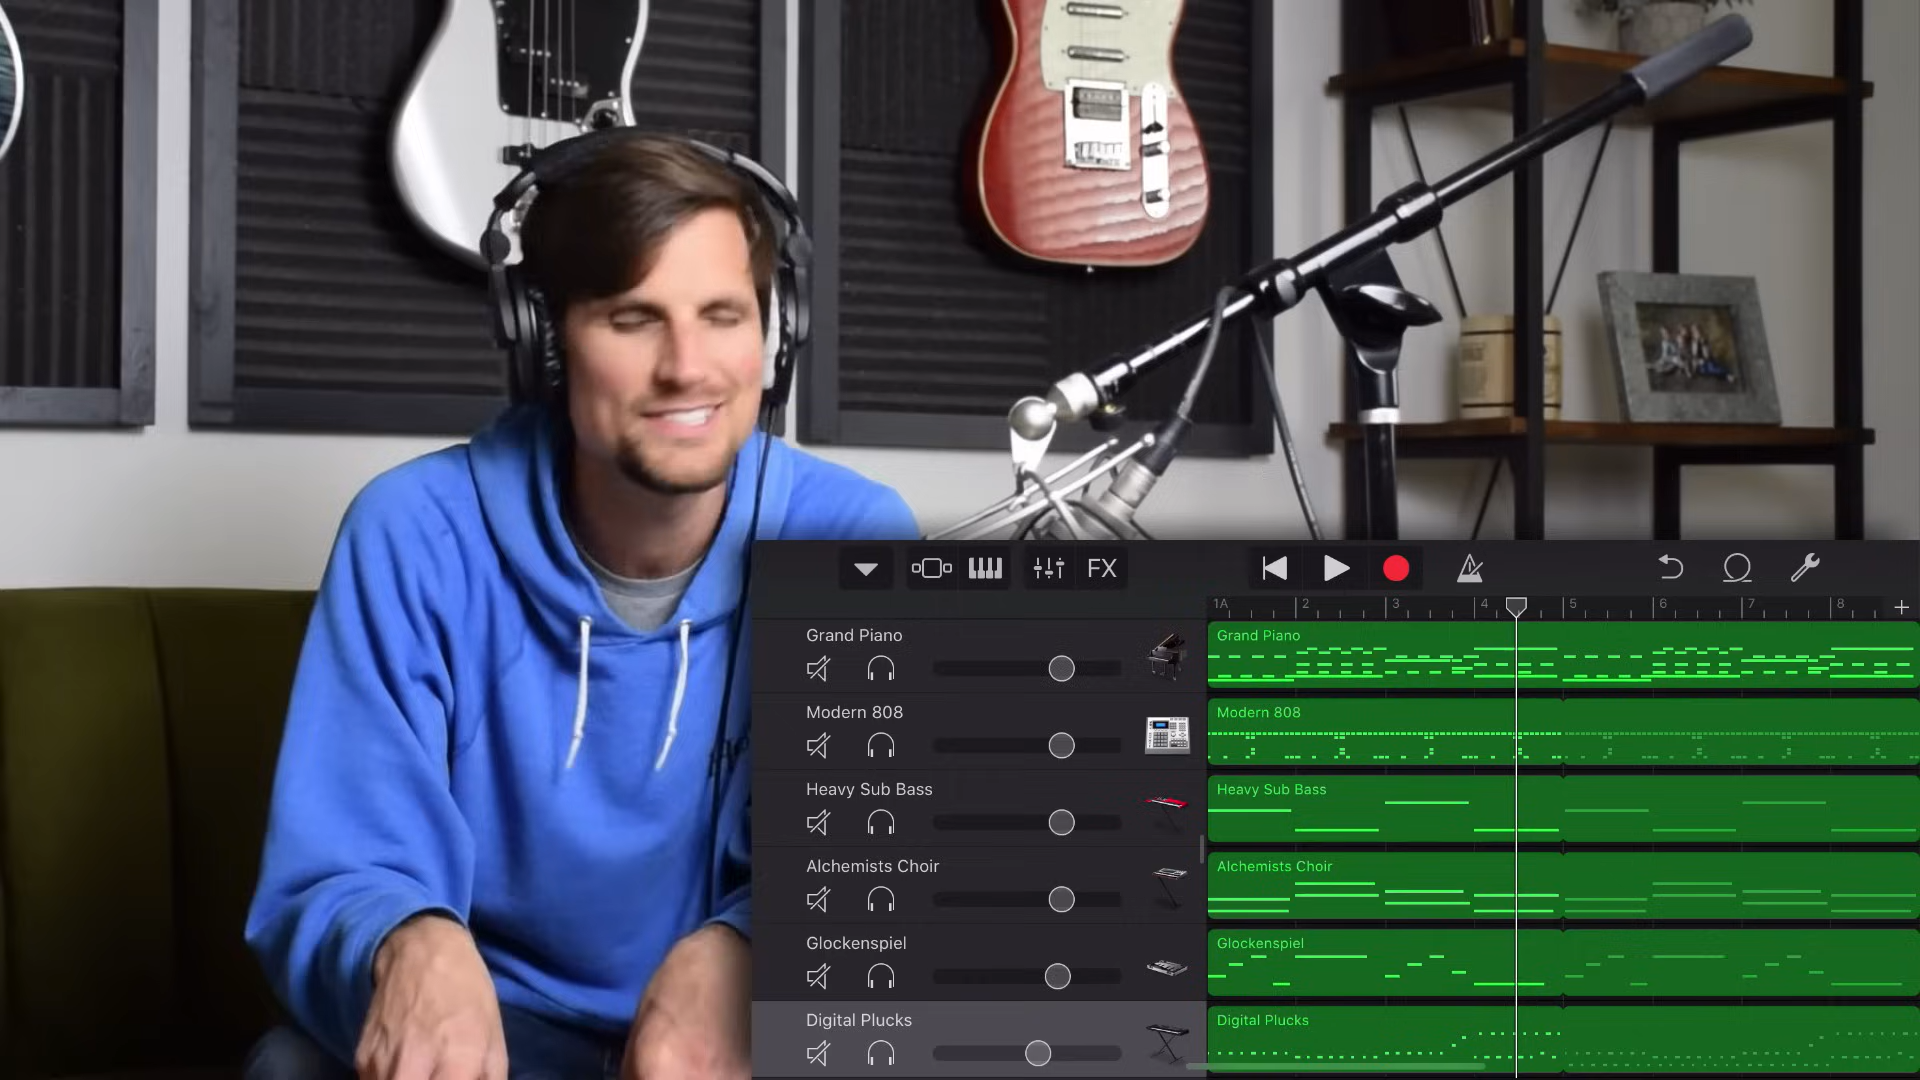 FX
1A 2 3 4 5 6 7 8 +
Grand Piano
Grand Piano
Modern 808
Modern 808
Heavy Sub Bass
Heavy Sub Bass
Alchemists Choir
Alchemists Choir
Glockenspiel
Glockenspiel
Digital Plucks
Digital Plucks